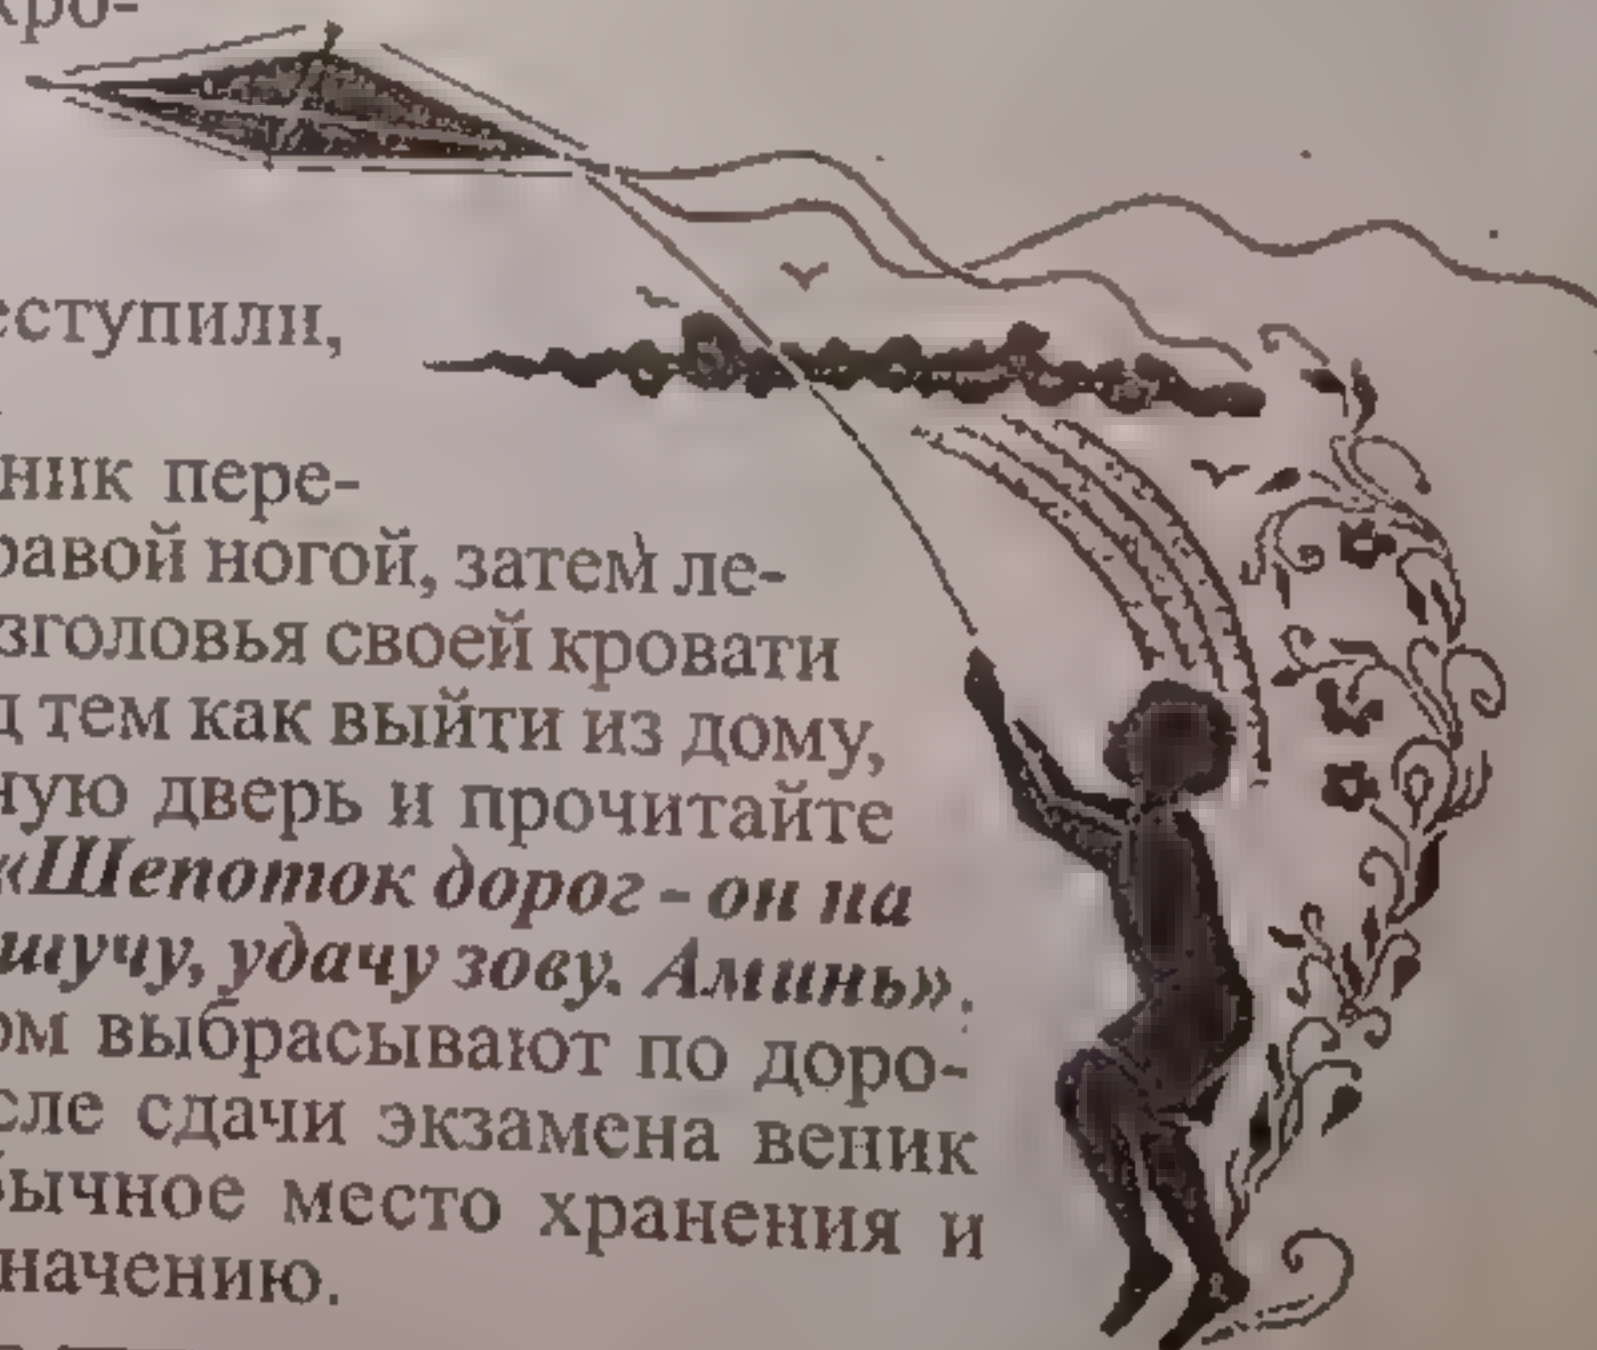 кро-
еступили,
ник пере-
равой ногой, затем ле-
зголовья своей кровати
д тем как выйти из дому,
ную дверь и прочитайте
«Шепоток дорог - он на
шучу, удачу зову. Аминь».
ом выбрасывают по доро-
сле сдачи экзамена веник
бычное место хранения и
начению.